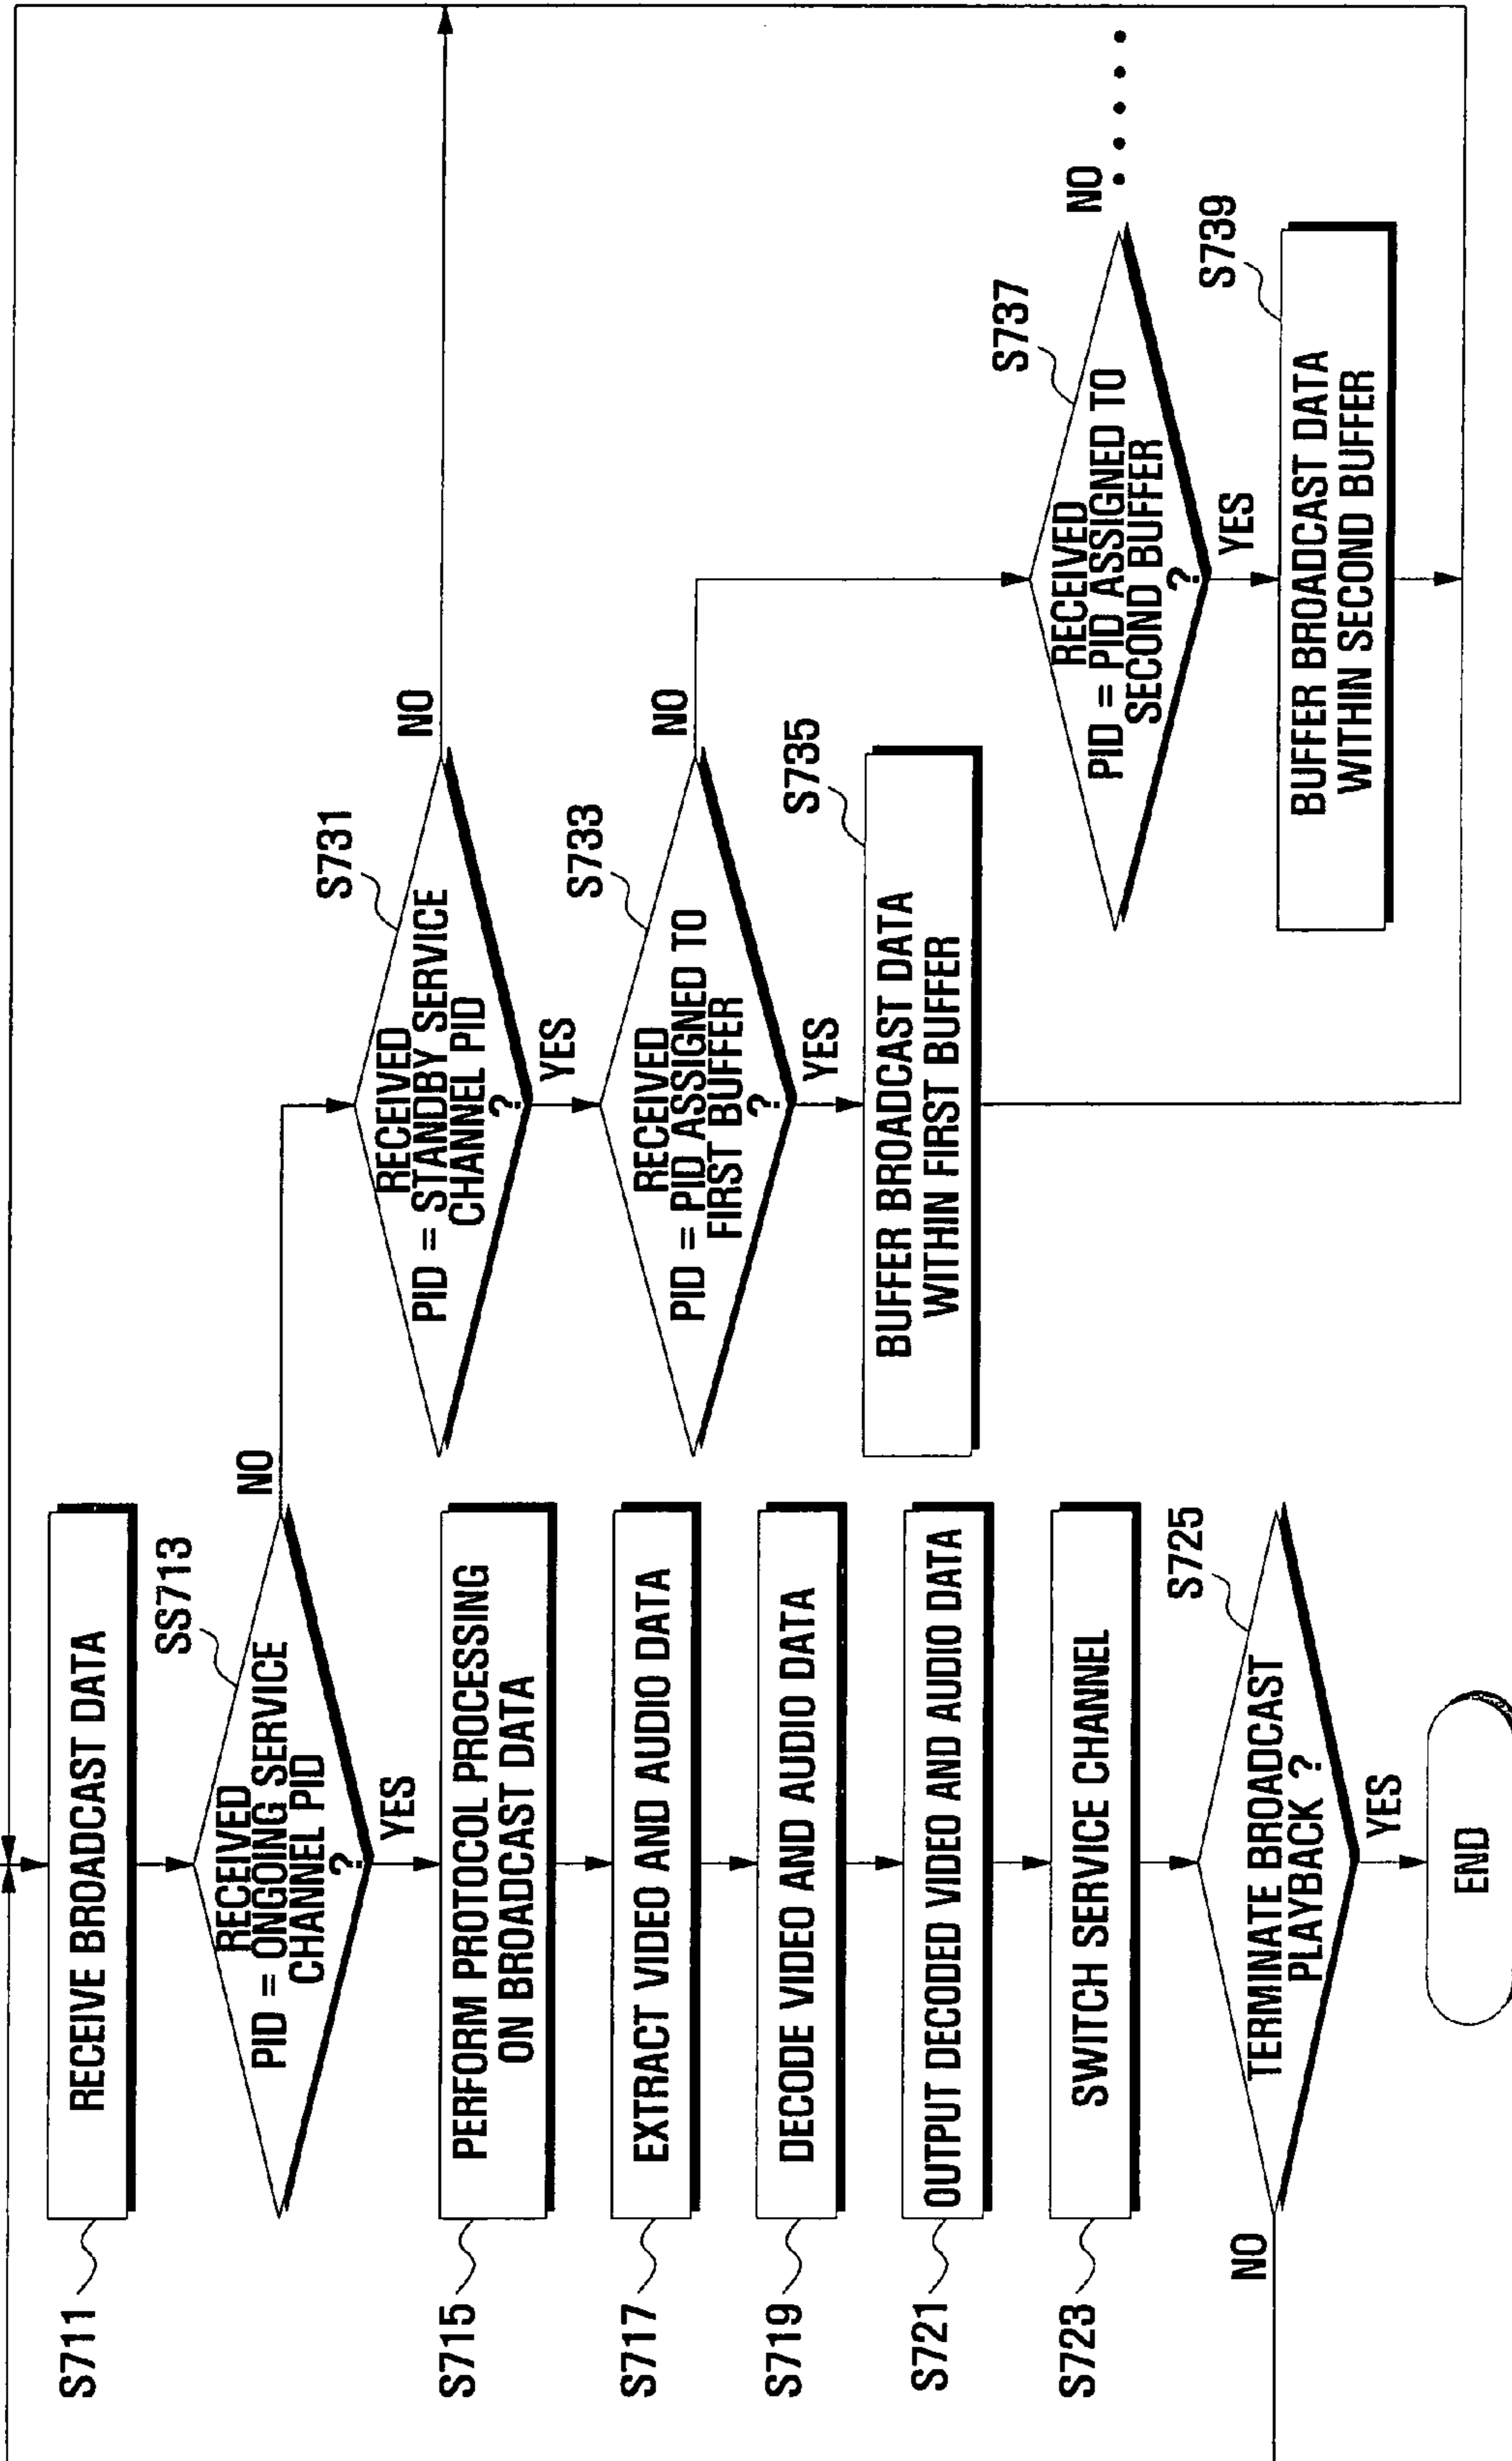 S711
RECEIVE BROADCAST DATA
SS713
RECEIVED
PID = ONGOING SERVICE
CHANNEL PID
?
NO
YES
S715
PERFORM PROTOCOL PROCESSING
ON BROADCAST DATA
S717
EXTRACT VIDEO AND AUDIO DATA
S719
DECODE VIDEO AND AUDIO DATA
S721
OUTPUT DECODED VIDEO AND AUDIO DATA
S723
SWITCH SERVICE CHANNEL
S725
TERMINATE BROADCAST
PLAYBACK ?
NO
YES
END
S731
RECEIVED
PID = STANDBY SERVICE
CHANNEL PID
?
NO
YES
S733
RECEIVED
PID = PID ASSIGNED TO
FIRST BUFFER
?
NO
YES
S735
BUFFER BROADCAST DATA
WITHIN FIRST BUFFER
S737
RECEIVED
PID = PID ASSIGNED TO
SECOND BUFFER
?
NO
YES
S739
BUFFER BROADCAST DATA
WITHIN SECOND BUFFER